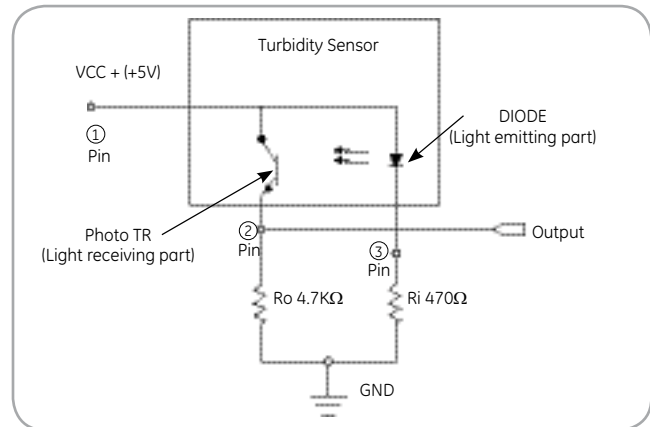 Turbidity Sensor
VCC + (+5V)
DIODE
(Light emitting part)
①
Pin
Photo TR
(Light receiving part)
②
Pin
Output
③
Pin
Ro 4.7KΩ
Ri 470Ω
GND